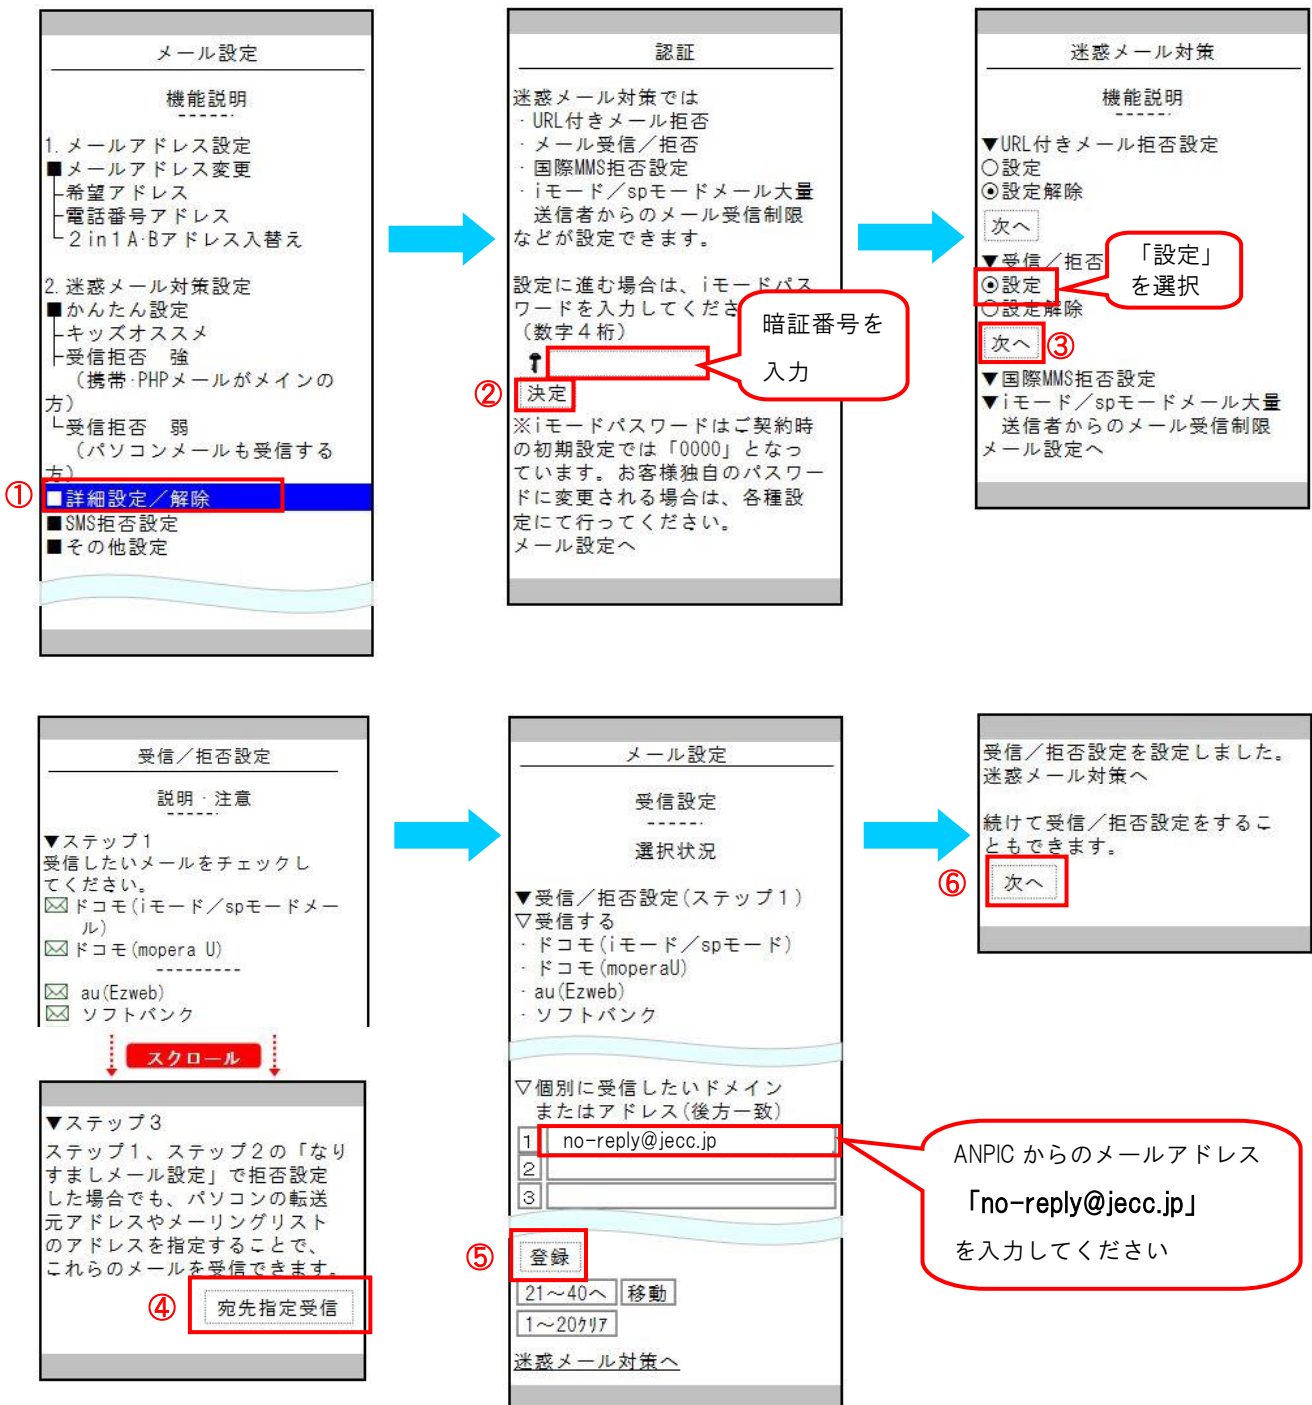 メール設定
機能説明
1.メールアドレス設定
■メールアドレス変更
├希望アドレス
├電話番号アドレス
└２in１A･Bアドレス入替え
2.迷惑メール対策設定
■かんたん設定
├キッズオススメ
├受信拒否　強
（携帯･PHPメールがメインの
方）
└受信拒否　弱
（パソコンメールも受信する
方）
①
□詳細設定／解除
■SMS拒否設定
■その他設定
認証
迷惑メール対策では
･URL付きメール拒否
･メール受信／拒否
･国際MMS拒否設定
･iモード／spモードメール大量
送信者からのメール受信制限
などが設定できます。
設定に進む場合は、iモードパス
ワードを入力してくださ
（数字４桁）
暗証番号を
入力
②
決定
※iモードパスワードはご契約時
の初期設定では「0000」となっ
ています。お客様独自のパスワー
ドに変更される場合は、各種設
定にて行ってください。
メール設定へ
迷惑メール対策
機能説明
▼URL付きメール拒否設定
○設定
◉設定解除
次へ
▼受信／拒否
◉設定
「設定」
を選択
○設定解除
次へ
③
▼国際MMS拒否設定
▼iモード／spモードメール大量
送信者からのメール受信制限
メール設定へ
受信／拒否設定
説明･注意
▼ステップ１
受信したいメールをチェックし
てください。
ドコモ(iモード／spモードメー
ル)
ドコモ(mopera U)
---------
au(Ezweb)
ソフトバンク
スクロール
▼ステップ３
ステップ１、ステップ２の「なり
すましメール設定」で拒否設定
した場合でも、パソコンの転送
元アドレスやメーリングリスト
のアドレスを指定することで、
これらのメールを受信できます。
④
宛先指定受信
メール設定
受信設定
選択状況
▼受信／拒否設定(ステップ１)
▽受信する
･ドコモ(iモード／spモード)
･ドコモ(moperaU)
･au(Ezweb)
･ソフトバンク
▽個別に受信したいドメイン
またはアドレス(後方一致)
1 no-reply@jecc.jp
2
3
⑤
登録
21～40へ 移動
1～20ｸﾘｱ
迷惑メール対策へ
ANPIC からのメールアドレス
「no-reply@jecc.jp」
を入力してください
受信／拒否設定を設定しました。
迷惑メール対策へ
続けて受信／拒否設定をするこ
ともできます。
⑥
次へ